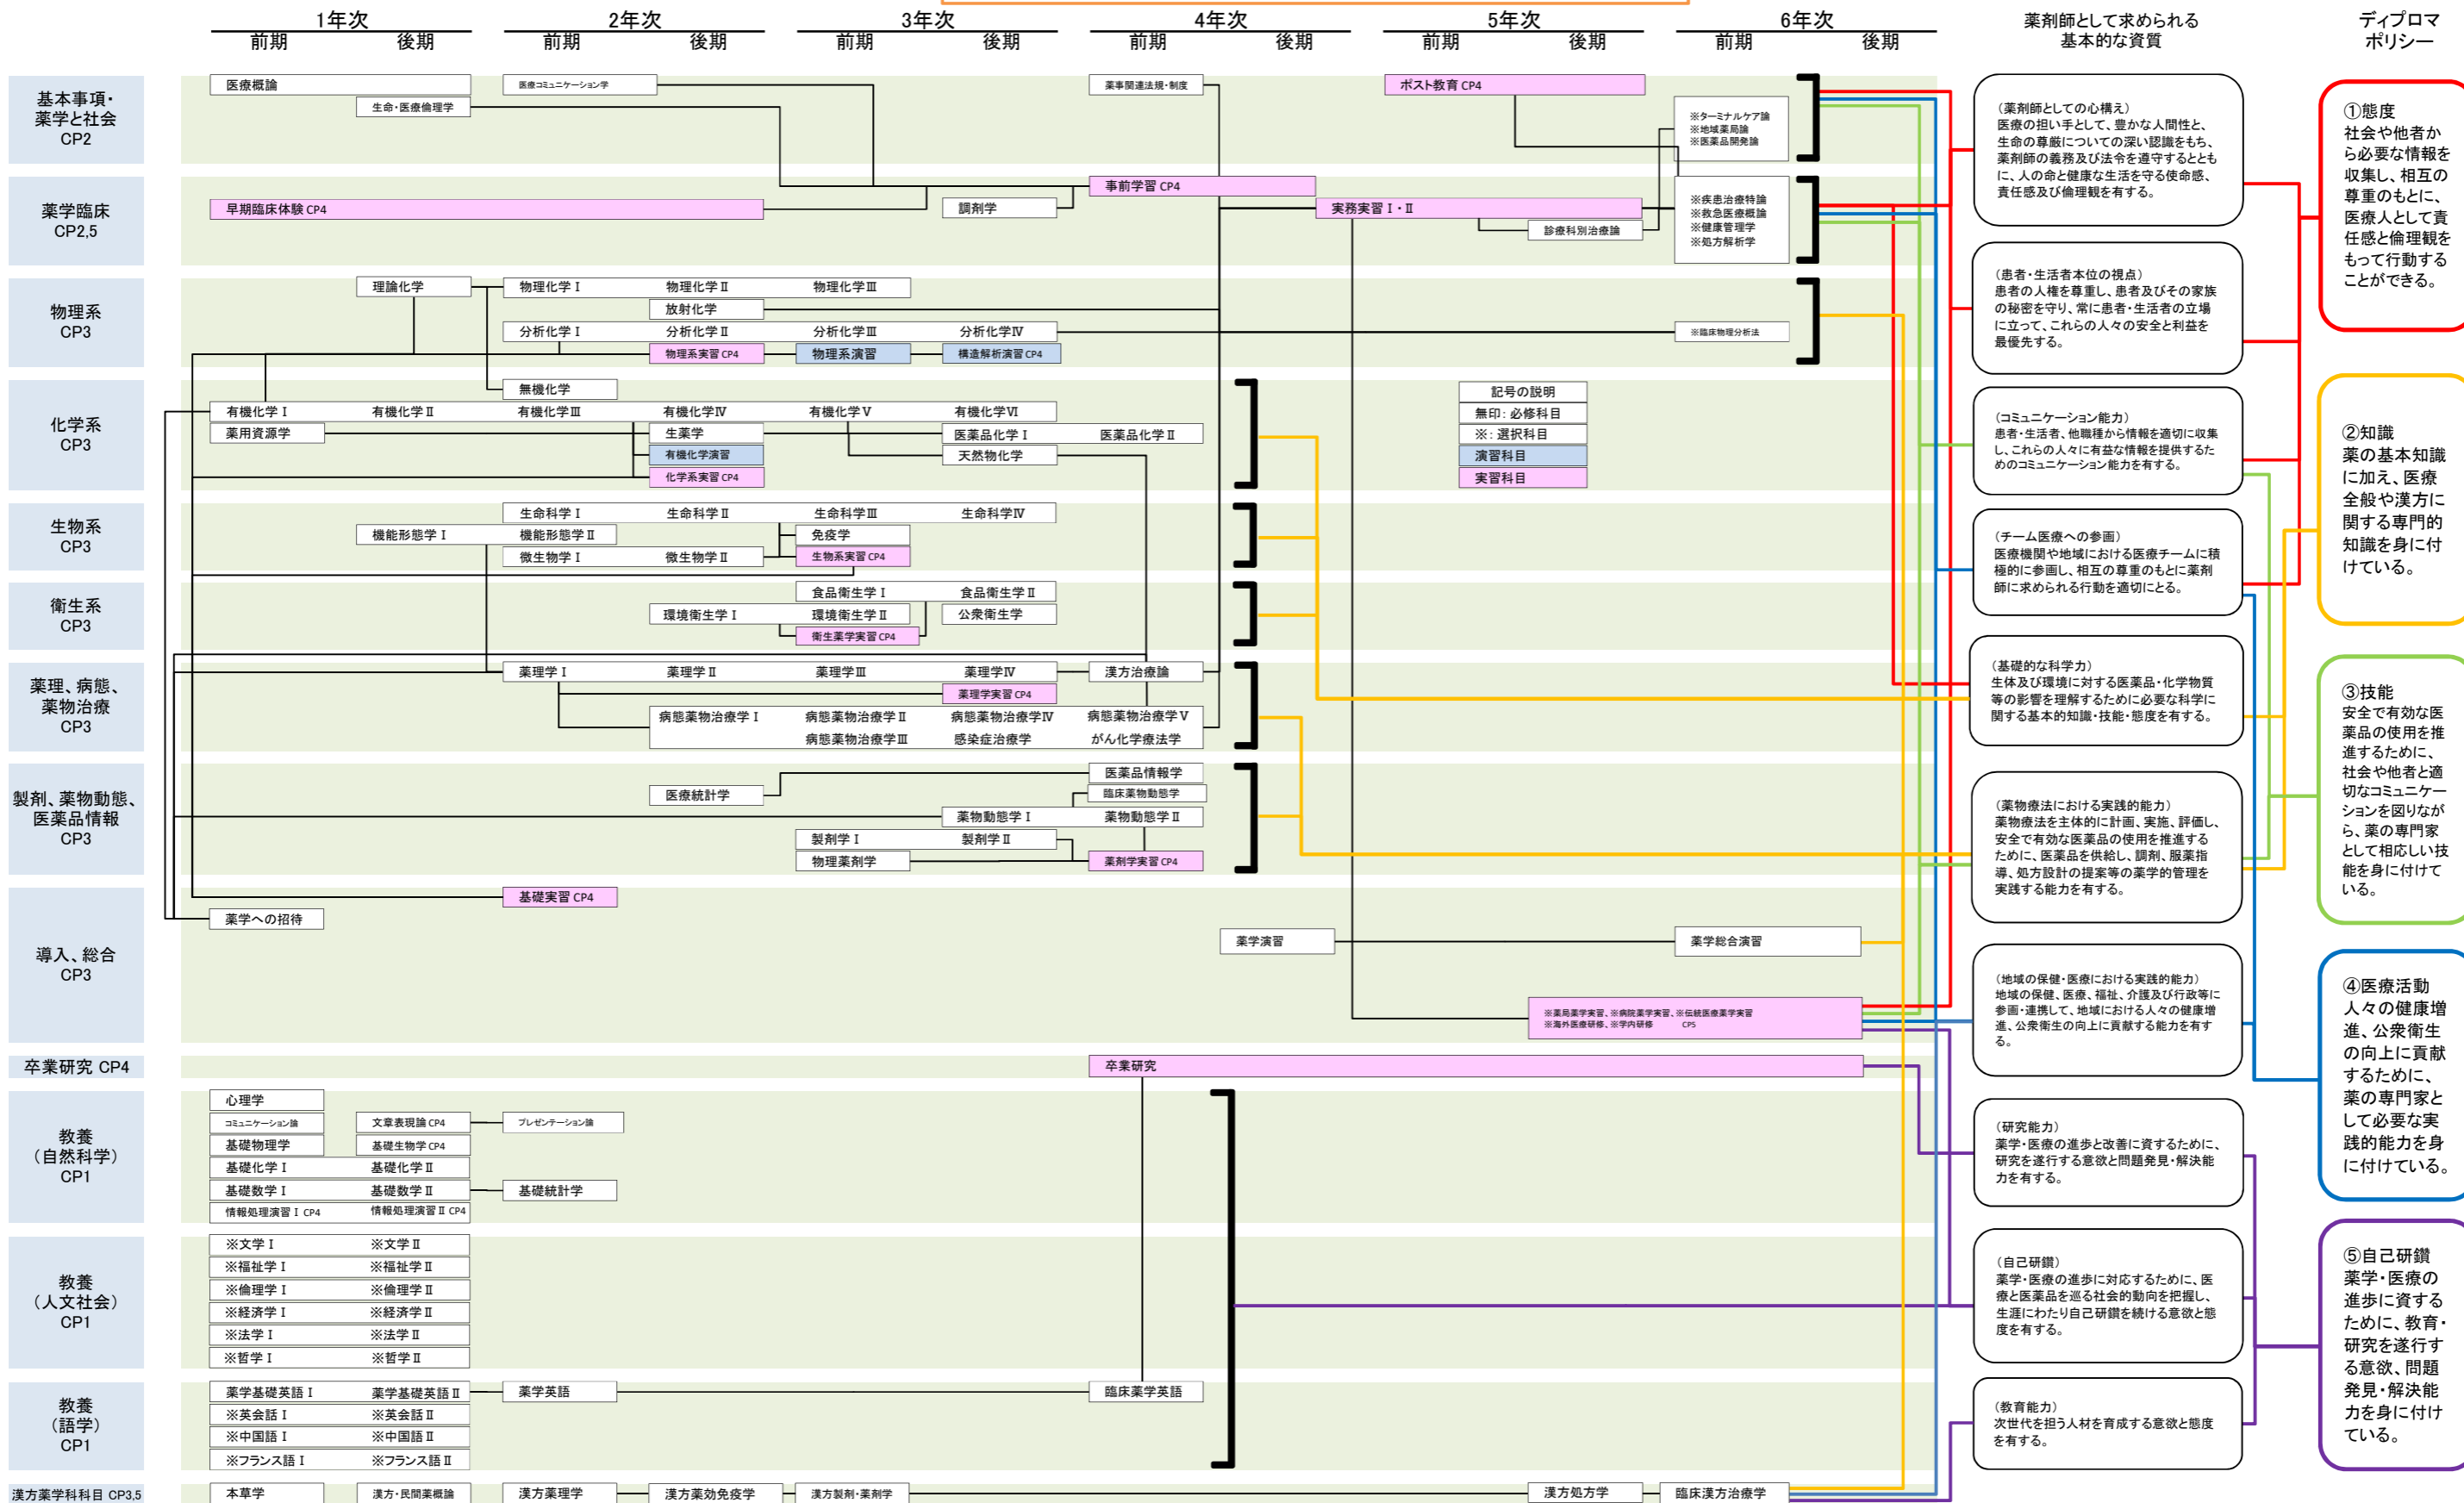 1年次
2年次
3年次
4年次
5年次
6年次
前期 後期 前期 後期 前期 後期 前期 後期 前期 後期 前期 後期
薬剤師として求められる
基本的な資質
ディプロマ
ポリシー
基本事項・
薬学と社会
CP2
医療概論
医療コミュニケーション学
薬事関連法規・制度
ポスト教育 CP4
生命・医療倫理学
※ターミナルケア論
※地域薬局論
※医薬品開発論
薬学臨床
CP2,5
事前学習 CP4
早期臨床体験 CP4
調剤学
実務実習Ⅰ・Ⅱ
診療科別治療論
※疾患治療特論
※救急医療概論
※健康管理学
※処方解析学
物理系
CP3
理論化学
物理化学Ⅰ 物理化学Ⅱ 物理化学Ⅲ
放射化学
分析化学Ⅰ 分析化学Ⅱ 分析化学Ⅲ 分析化学Ⅳ
※臨床物理分析法
物理系実習 CP4
物理系演習
構造解析演習 CP4
化学系
CP3
無機化学
有機化学Ⅰ 有機化学Ⅱ 有機化学Ⅲ 有機化学Ⅳ 有機化学Ⅴ 有機化学Ⅵ
薬用資源学
生薬学
医薬品化学Ⅰ 医薬品化学Ⅱ
有機化学演習
天然物化学
化学系実習 CP4
記号の説明
無印：必修科目
※：選択科目
演習科目
実習科目
生物系
CP3
生命科学Ⅰ 生命科学Ⅱ 生命科学Ⅲ 生命科学Ⅳ
機能形態学Ⅰ 機能形態学Ⅱ
免疫学
微生物学Ⅰ 微生物学Ⅱ
生物系実習 CP4
衛生系
CP3
食品衛生学Ⅰ 食品衛生学Ⅱ
環境衛生学Ⅰ 環境衛生学Ⅱ
公衆衛生学
衛生薬学実習 CP4
薬理、病態、
薬物治療
CP3
薬理学Ⅰ 薬理学Ⅱ 薬理学Ⅲ 薬理学Ⅳ
漢方治療論
薬理学実習 CP4
病態薬物治療学Ⅰ 病態薬物治療学Ⅱ 病態薬物治療学Ⅳ 病態薬物治療学Ⅴ
病態薬物治療学Ⅲ 感染症治療学 がん化学療法学
製剤、薬物動態、
医薬品情報
CP3
医薬品情報学
医療統計学
臨床薬物動態学
薬物動態学Ⅰ 薬物動態学Ⅱ
製剤学Ⅰ 製剤学Ⅱ
物理薬剤学
薬剤学実習 CP4
導入、総合
CP3
基礎実習 CP4
薬学への招待
薬学演習
薬学総合演習
※薬局薬学実習、※病院薬学実習、※伝統医療薬学実習
※海外医療研修、※学内研修 CP5
卒業研究 CP4
卒業研究
教養
（自然科学）
CP1
心理学
コミュニケーション論
文章表現論 CP4
プレゼンテーション論
基礎物理学
基礎生物学 CP4
基礎化学Ⅰ 基礎化学Ⅱ
基礎数学Ⅰ 基礎数学Ⅱ
基礎統計学
情報処理演習Ⅰ CP4 情報処理演習Ⅱ CP4
教養
（人文社会）
CP1
※文学Ⅰ ※文学Ⅱ
※福祉学Ⅰ ※福祉学Ⅱ
※倫理学Ⅰ ※倫理学Ⅱ
※経済学Ⅰ ※経済学Ⅱ
※法学Ⅰ ※法学Ⅱ
※哲学Ⅰ ※哲学Ⅱ
教養
（語学）
CP1
薬学基礎英語Ⅰ 薬学基礎英語Ⅱ
薬学英語
臨床薬学英語
※英会話Ⅰ ※英会話Ⅱ
※中国語Ⅰ ※中国語Ⅱ
※フランス語Ⅰ ※フランス語Ⅱ
漢方薬学科科目 CP3,5
本草学
漢方・民間薬概論
漢方薬理学
漢方薬効免疫学
漢方製剤・薬剤学
漢方処方学
臨床漢方治療学
（薬剤師としての心構え）
医療の担い手として、豊かな人間性と、
生命の尊厳についての深い認識をもち、
薬剤師の義務及び法令を遵守するととも
に、人の命と健康な生活を守る使命感、
責任感及び倫理観を有する。
（患者・生活者本位の視点）
患者の人権を尊重し、患者及びその家族
の秘密を守り、常に患者・生活者の立場
に立って、これらの人々の安全と利益を
最優先する。
（コミュニケーション能力）
患者・生活者、他職種から情報を適切に収集
し、これらの人々に有益な情報を提供するた
めのコミュニケーション能力を有する。
（チーム医療への参画）
医療機関や地域における医療チームに積
極的に参画し、相互の尊重のもとに薬剤
師に求められる行動を適切にとる。
（基礎的な科学力）
生体及び環境に対する医薬品・化学物質
等の影響を理解するために必要な科学に
関する基本的知識・技能・態度を有する。
（薬物療法における実践的能力）
薬物療法を主体的に計画、実施、評価し、
安全で有効な医薬品の使用を推進する
ために、医薬品を供給し、調剤、服薬指
導、処方設計の提案等の薬学的管理を
実践する能力を有する。
（地域の保健・医療における実践的能力）
地域の保健、医療、福祉、介護及び行政等に
参画・連携して、地域における人々の健康増
進、公衆衛生の向上に貢献する能力を有す
る。
（研究能力）
薬学・医療の進歩と改善に資するために、
研究を遂行する意欲と問題発見・解決能
力を有する。
（自己研鑽）
薬学・医療の進歩に対応するために、医
療と医薬品を巡る社会的動向を把握し、
生涯にわたり自己研鑽を続ける意欲と態
度を有する。
（教育能力）
次世代を担う人材を育成する意欲と態度
を有する。
①態度
社会や他者か
ら必要な情報を
収集し、相互の
尊重のもとに、
医療人として責
任感と倫理観を
もって行動する
ことができる。
②知識
薬の基本知識
に加え、医療
全般や漢方に
関する専門的
知識を身に付
けている。
③技能
安全で有効な医
薬品の使用を推
進するために、
社会や他者と適
切なコミュニケー
ションを図りなが
ら、薬の専門家
として相応しい技
能を身に付けて
いる。
④医療活動
人々の健康増
進、公衆衛生
の向上に貢献
するために、
薬の専門家と
して必要な実
践的能力を身
に付けている。
⑤自己研鑽
薬学・医療の
進歩に資する
ために、教育・
研究を遂行す
る意欲、問題
発見・解決能
力を身に付け
ている。